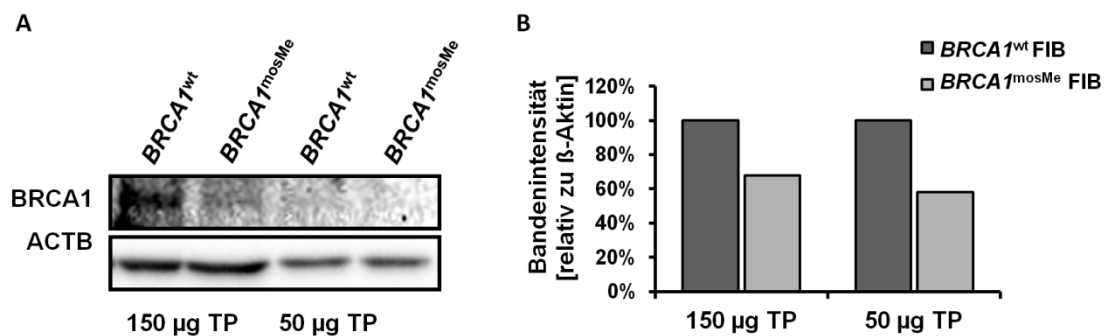 A
BRCA1wt
BRCA1mosMe
BRCA1wt
BRCA1mosMe
BRCA1
ACTB
150 µg TP
50 µg TP
B
BRCA1wt FIB
BRCA1mosMe FIB
Bandenintensität
[relativ zu ß-Aktin]
120%
100%
80%
60%
40%
20%
0%
150 µg TP
50 µg TP